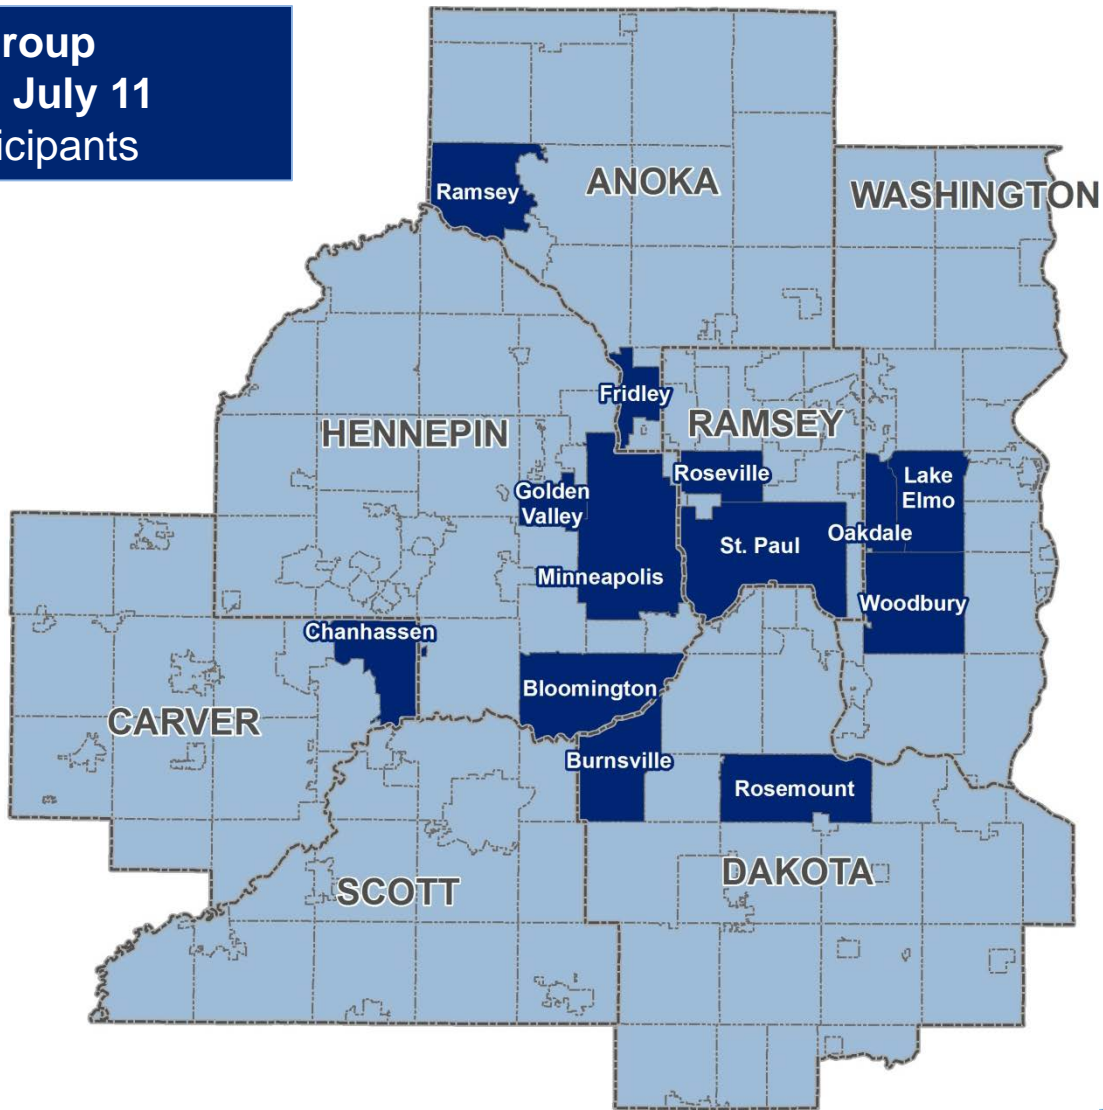 roup
July 11
icipants
Ramsey
ANOKA
WASHINGTON
Fridley
HENNEPIN
RAMSEY
Roseville
Lake
Elmo
Golden
Valley
Oakdale
St. Paul
Minneapolis
Woodbury
Chanhassen
Bloomington
CARVER
Burnsville
Rosemount
DAKOTA
SCOTT